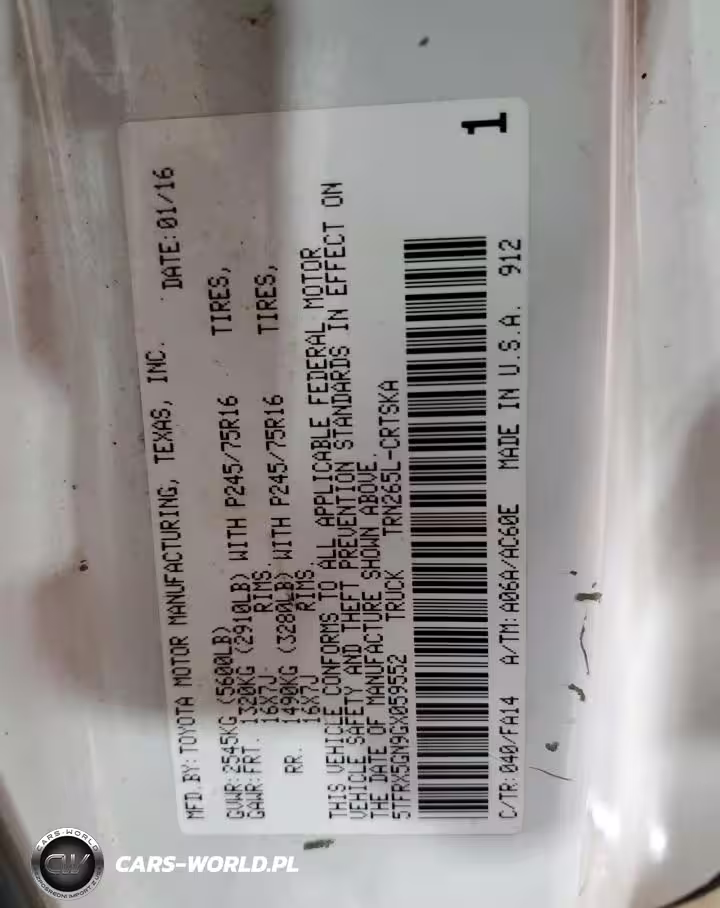 MFD.BY: TOYOTA MOTOR MANUFACTURING, TEXAS, INC. DATE:01/16
GVWR:2545KG (5600LB)
GAWR:FRT. 1320KG (2910LB) WITH P245/75R16 TIRES,
16X7J RIMS.
RR. 1490KG (3280LB) WITH P245/75R16 TIRES,
16X7J RIMS.
THIS VEHICLE CONFORMS TO ALL APPLICABLE FEDERAL MOTOR
VEHICLE SAFETY AND THEFT PREVENTION STANDARDS IN EFFECT ON
THE DATE OF MANUFACTURE SHOWN ABOVE.
5TFRX5GN9GX059552 TRUCK TRN265L-CRTSKA
C/TR:040/FA14 A/TM:A06A/AC60E MADE IN U.S.A. 912
1
CARS-WORLD
CW
CARS-WORLD.PL